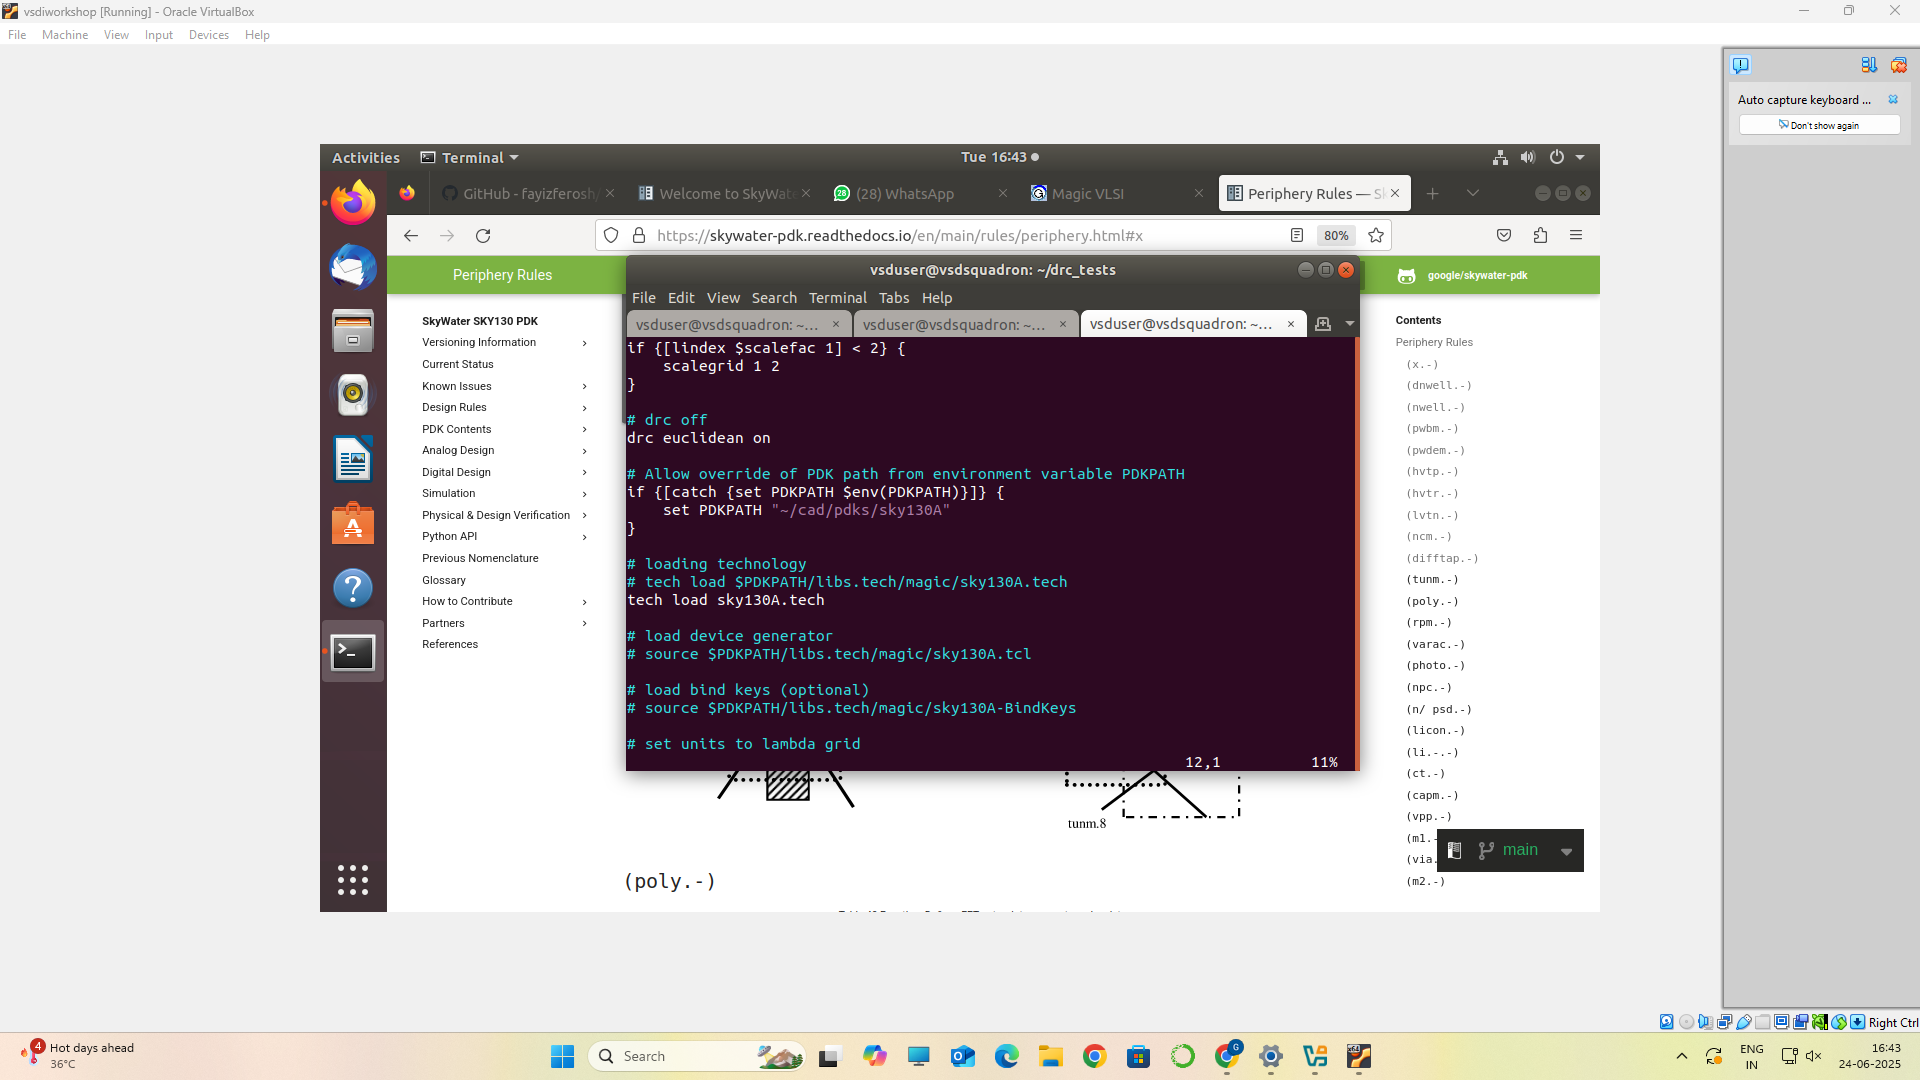 vsdiworkshop [Running] - Oracle VirtualBox
File Machine View Input Devices Help
Auto capture keyboard ...
Don't show again
Activities Terminal Tue 16:43
GitHub - fayizferosh/ Welcome to SkyWate (28) WhatsApp Magic VLSI Periphery Rules — Sk
https://skywater-pdk.readthedocs.io/en/main/rules/periphery.html#x 80%
Periphery Rules
google/skywater-pdk
SkyWater SKY130 PDK
Versioning Information
Current Status
Known Issues
Design Rules
PDK Contents
Analog Design
Digital Design
Simulation
Physical & Design Verification
Python API
Previous Nomenclature
Glossary
How to Contribute
Partners
References
vsduser@vsdsquadron: ~/drc_tests
File Edit View Search Terminal Tabs Help
vsduser@vsdsquadron: ~... vsduser@vsdsquadron: ~... vsduser@vsdsquadron: ~...
if {[lindex $scalefac 1] < 2} {
    scalegrid 1 2
}
# drc off
drc euclidean on
# Allow override of PDK path from environment variable PDKPATH
if {[catch {set PDKPATH $env(PDKPATH)}]} {
    set PDKPATH "~/cad/pdks/sky130A"
}
# loading technology
# tech load $PDKPATH/libs.tech/magic/sky130A.tech
tech load sky130A.tech
# load device generator
# source $PDKPATH/libs.tech/magic/sky130A.tcl
# load bind keys (optional)
# source $PDKPATH/libs.tech/magic/sky130A-BindKeys
# set units to lambda grid
12,1 11%
tunm.8
(poly.-)
Contents
Periphery Rules
(x.-)
(dnwell.-)
(nwell.-)
(pwbm.-)
(pwdem.-)
(hvtp.-)
(hvtr.-)
(lvtn.-)
(ncm.-)
(difftap.-)
(tunm.-)
(poly.-)
(rpm.-)
(varac.-)
(photo.-)
(npc.-)
(n/ psd.-)
(licon.-)
(li.-.-)
(ct.-)
(capm.-)
(vpp.-)
(m1.-
(via.
(m2.-)
main
Right Ctrl
4
Hot days ahead
36°C
Search
ENG
IN
16:43
24-06-2025